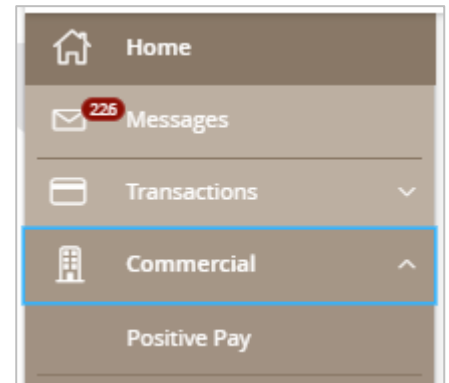 Home
226
Messages
Transactions
Commercial
Positive Pay